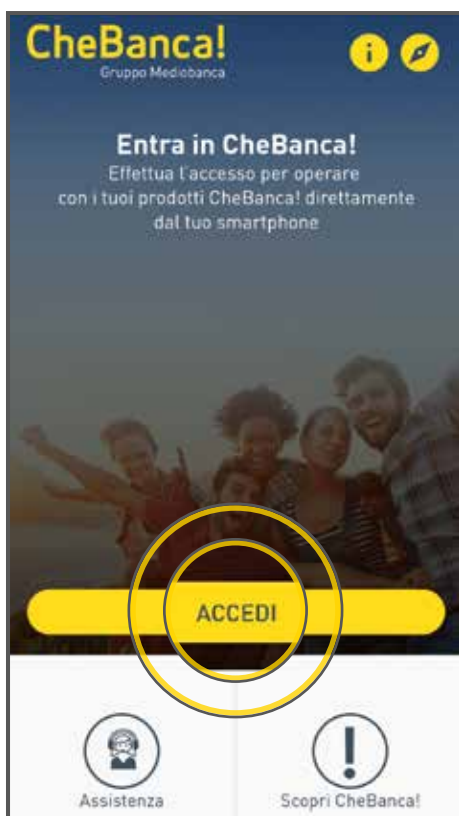 CheBanca!
Gruppo Mediobanca
i
Entra in CheBanca!
Effettua l'accesso per operare
con i tuoi prodotti CheBanca! direttamente
dal tuo smartphone
ACCEDI
!
Assistenza
Scopri CheBanca!